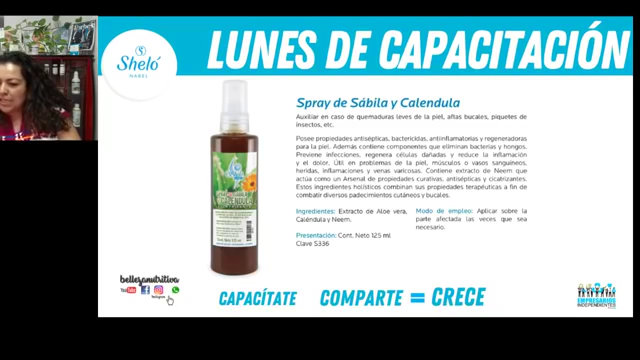 Sheló
NABEL
LUNES DE CAPACITACIÓN
Spray de Sábila y Calendula
Auxiliar en caso de quemaduras leves de la piel, aftas bucales, piquetes de
insectos, etc.
Posee propiedades antisépticas, bactericidas, antiinflamatorias y regeneradoras
para la piel. Además contiene componentes que eliminan bacterias y hongos.
Previene infecciones, regenera células dañadas y reduce la inflamación
y el dolor. Útil en problemas de la piel, músculos o vasos sanguíneos,
heridas, inflamaciones y venas varicosas. Contiene extracto de Neem que
actúa como un Arsenal de propiedades curativas, antisépticas y cicatrizantes.
Estos ingredientes holísticos combinan sus propiedades terapéuticas a fin de
combatir diversos padecimientos cutáneos y bucales.
Ingredientes: Extracto de Aloe vera,
Caléndula y Neem.
Presentación: Cont. Neto 125 ml
Clave S336
Modo de empleo: Aplicar sobre la
parte afectada las veces que sea
necesario.
CALENDULA
bellezanutritiva
YouTube
Instagram
CAPACÍTATE COMPARTE = CRECE
EMPRESARIOS
INDEPENDIENTES